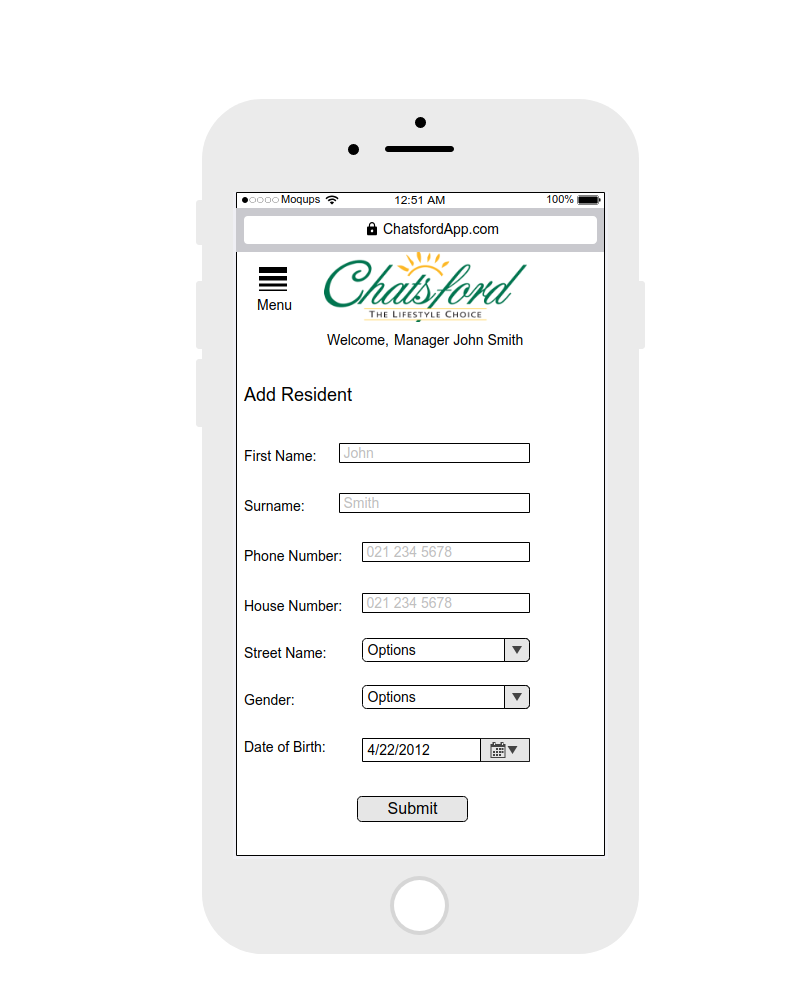 Moqups 12:51 AM 100%
ChatsfordApp.com
Chatsford
Menu
THE LIFESTYLE CHOICE
Welcome, Manager John Smith
Add Resident
First Name: John
Surname: Smith
Phone Number: 021 234 5678
House Number: 021 234 5678
Street Name: Options
Gender: Options
Date of Birth: 4/22/2012
Submit